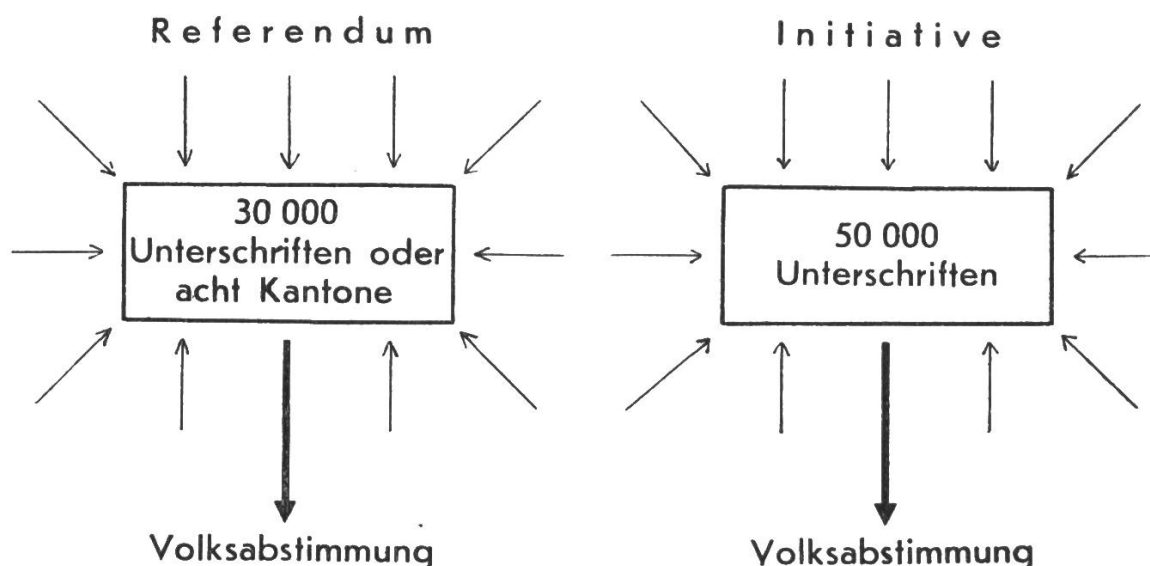 Referendum
30 000
Unterschriften oder
acht Kantone
Volksabstimmung
Initiative
50 000
Unterschriften
Volksabstimmung